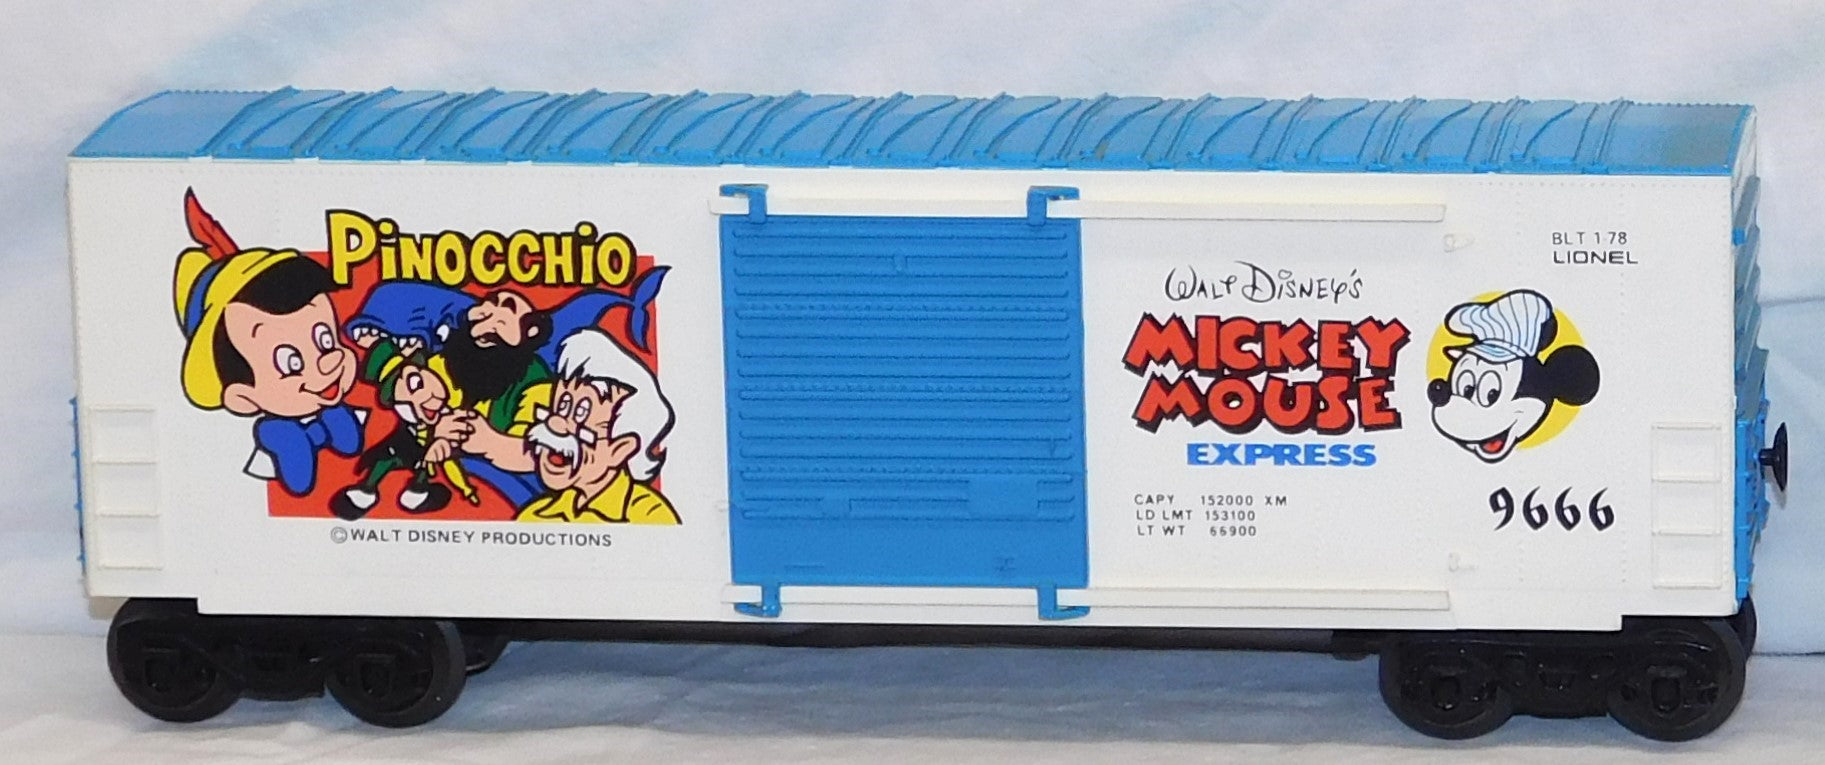 PINOCCHIO
©WALT DISNEY PRODUCTIONS
WALT DISNEY'S
MICKEY
MOUSE
EXPRESS
CAPY 152000 XM
LD LMT 153100
LT WT 66900
BLT 1-78
LIONEL
9666